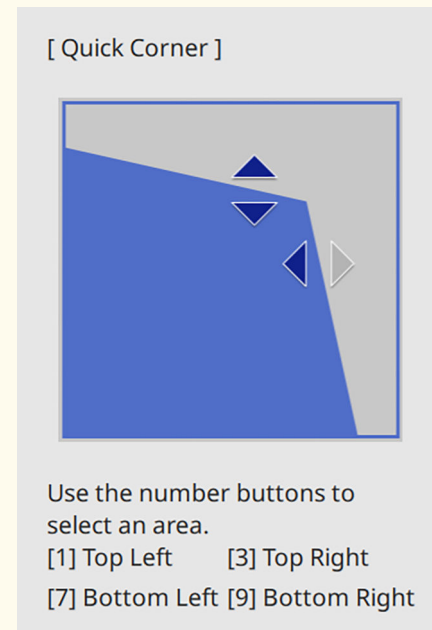 [ Quick Corner ]
Use the number buttons to
select an area.
[1] Top Left [3] Top Right
[7] Bottom Left [9] Bottom Right